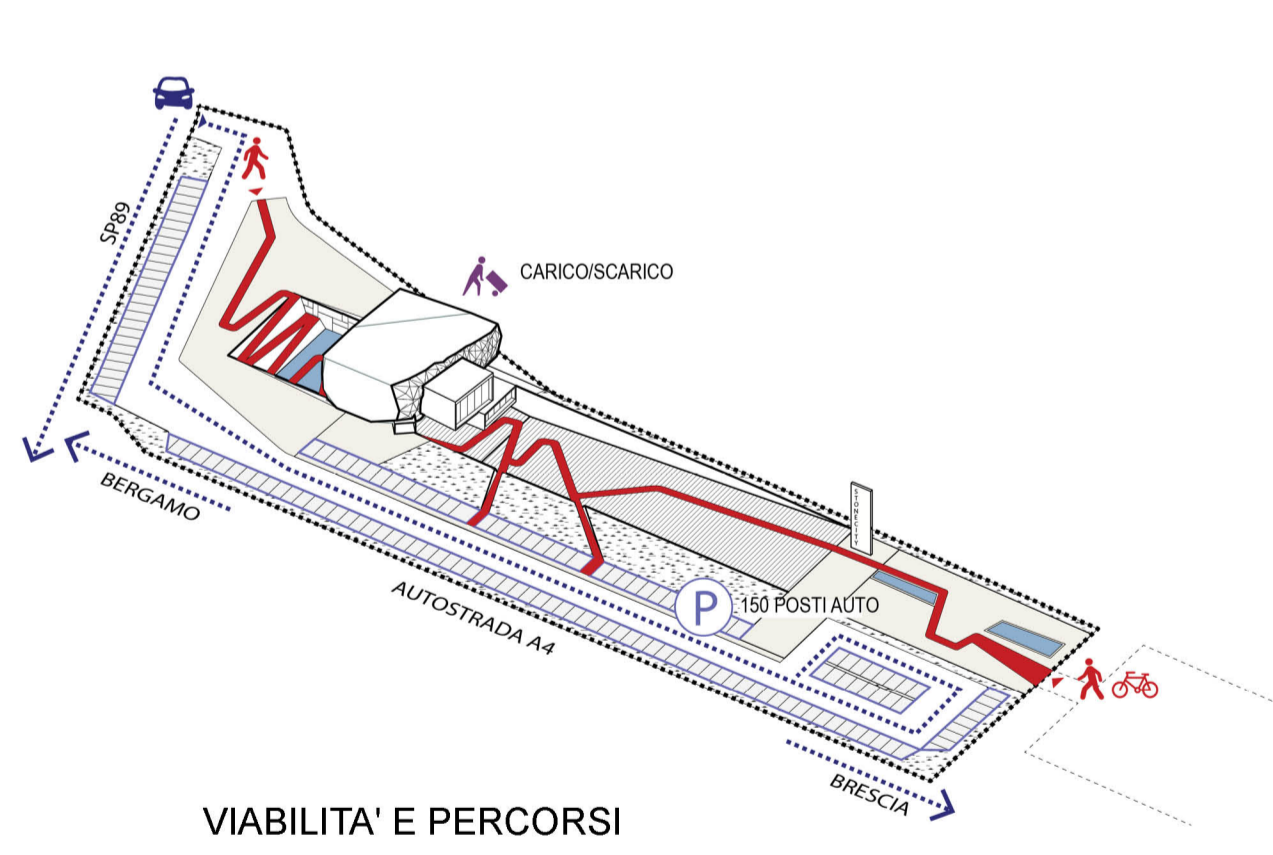 SP89
CARICO/SCARICO
BERGAMO
STONECITY
AUTOSTRADA A4
P 150 POSTI AUTO
BRESCIA
VIABILITA' E PERCORSI